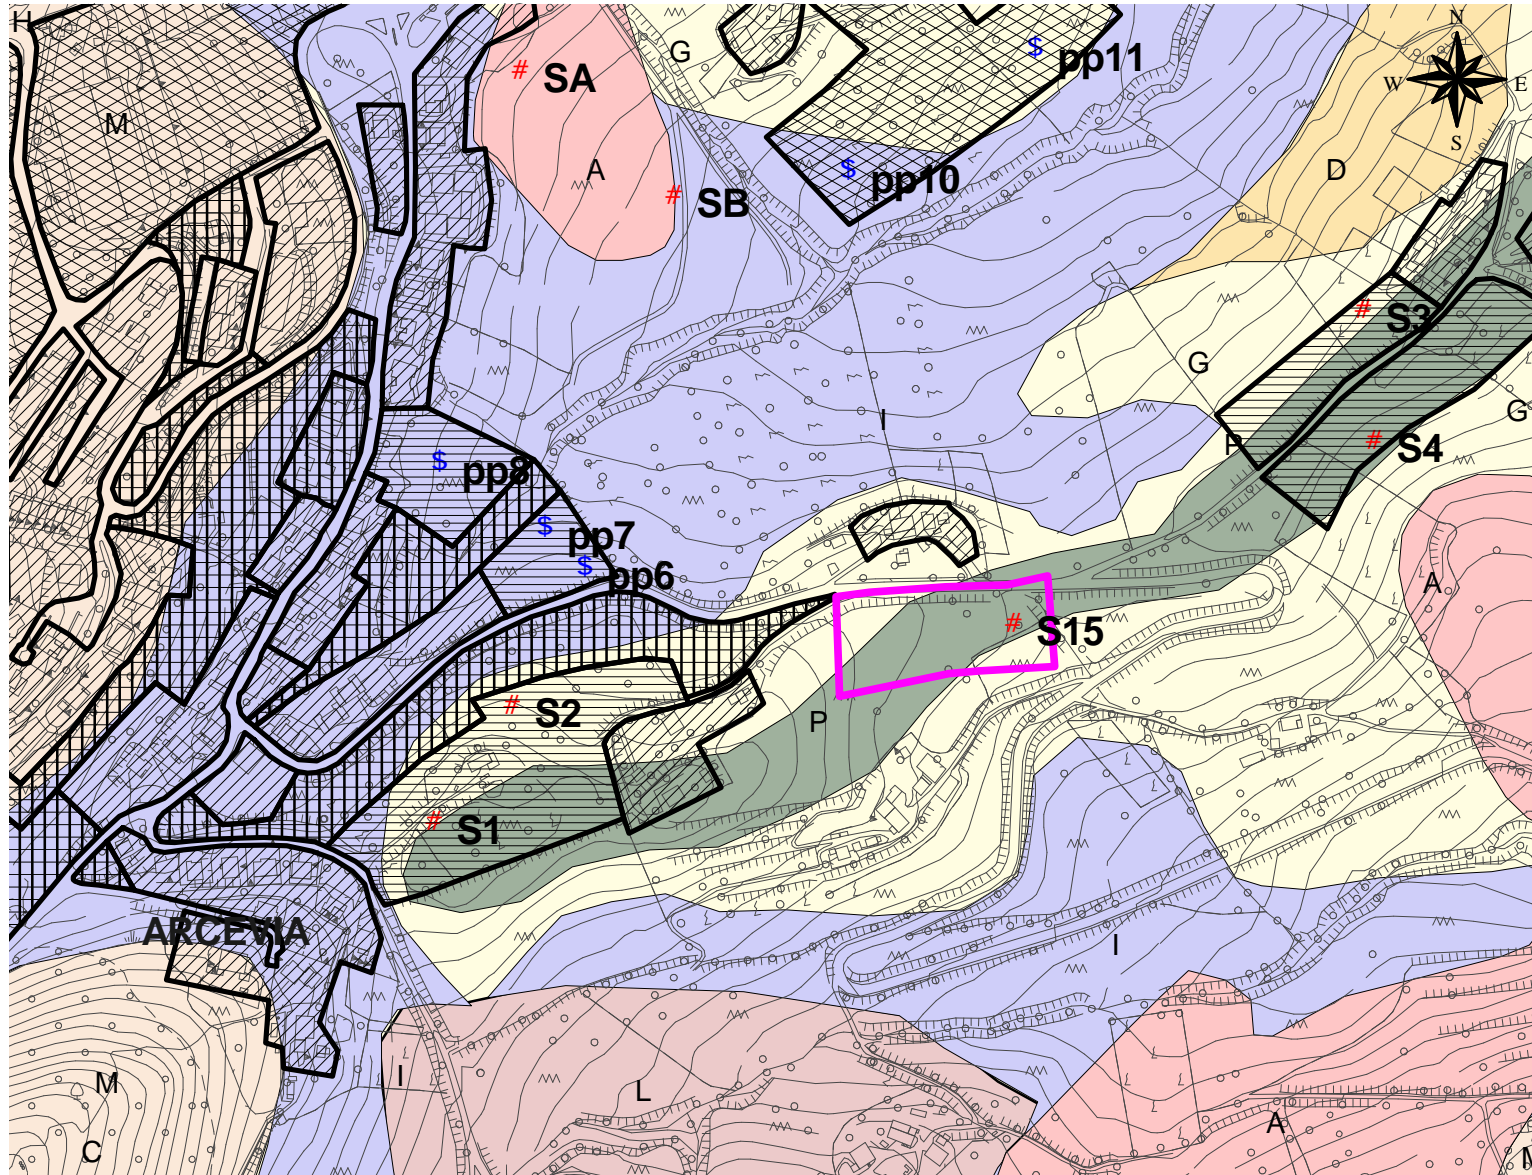 H
N
W
E
S
SA
G
$ pp11
M
#
A
# SB
$ pp10
D
# S3
G
I
G
P
# S4
$ pp8
$ pp7
$ pp6
A
# S15
# S2
P
# S1
ARCEVIA
I
M
I
L
A
C
M